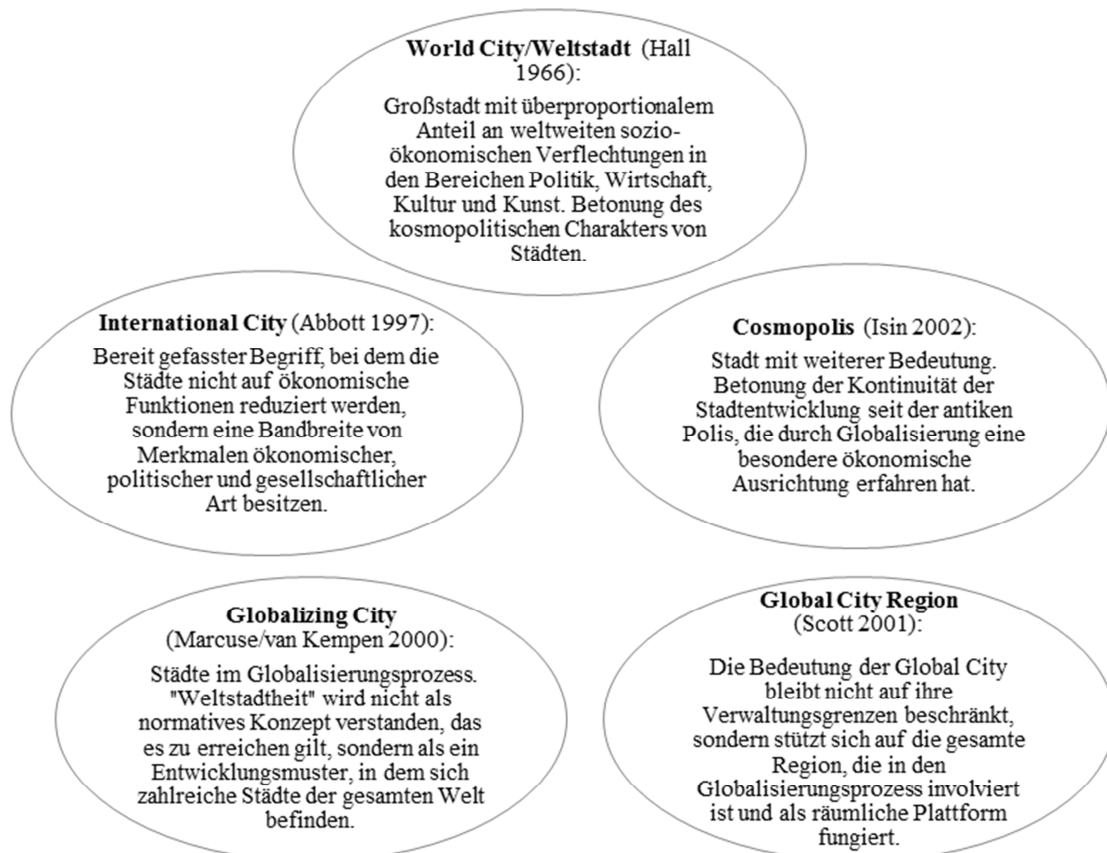 World City/Weltstadt (Hall
1966):
Großstadt mit überproportionalem
Anteil an weltweiten sozio-
ökonomischen Verflechtungen in
den Bereichen Politik, Wirtschaft,
Kultur und Kunst. Betonung des
kosmopolitischen Charakters von
Städten.
International City (Abbott 1997):
Bereit gefasster Begriff, bei dem die
Städte nicht auf ökonomische
Funktionen reduziert werden,
sondern eine Bandbreite von
Merkmalen ökonomischer,
politischer und gesellschaftlicher
Art besitzen.
Cosmopolis (Isin 2002):
Stadt mit weiterer Bedeutung.
Betonung der Kontinuität der
Stadtentwicklung seit der antiken
Polis, die durch Globalisierung eine
besondere ökonomische
Ausrichtung erfahren hat.
Globalizing City
(Marcuse/van Kempen 2000):
Städte im Globalisierungsprozess.
"Weltstadtheit" wird nicht als
normatives Konzept verstanden, das
es zu erreichen gilt, sondern als ein
Entwicklungsmuster, in dem sich
zahlreiche Städte der gesamten Welt
befinden.
Global City Region
(Scott 2001):
Die Bedeutung der Global City
bleibt nicht auf ihre
Verwaltungsgrenzen beschränkt,
sondern stützt sich auf die gesamte
Region, die in den
Globalisierungsprozess involviert
ist und als räumliche Plattform
fungiert.